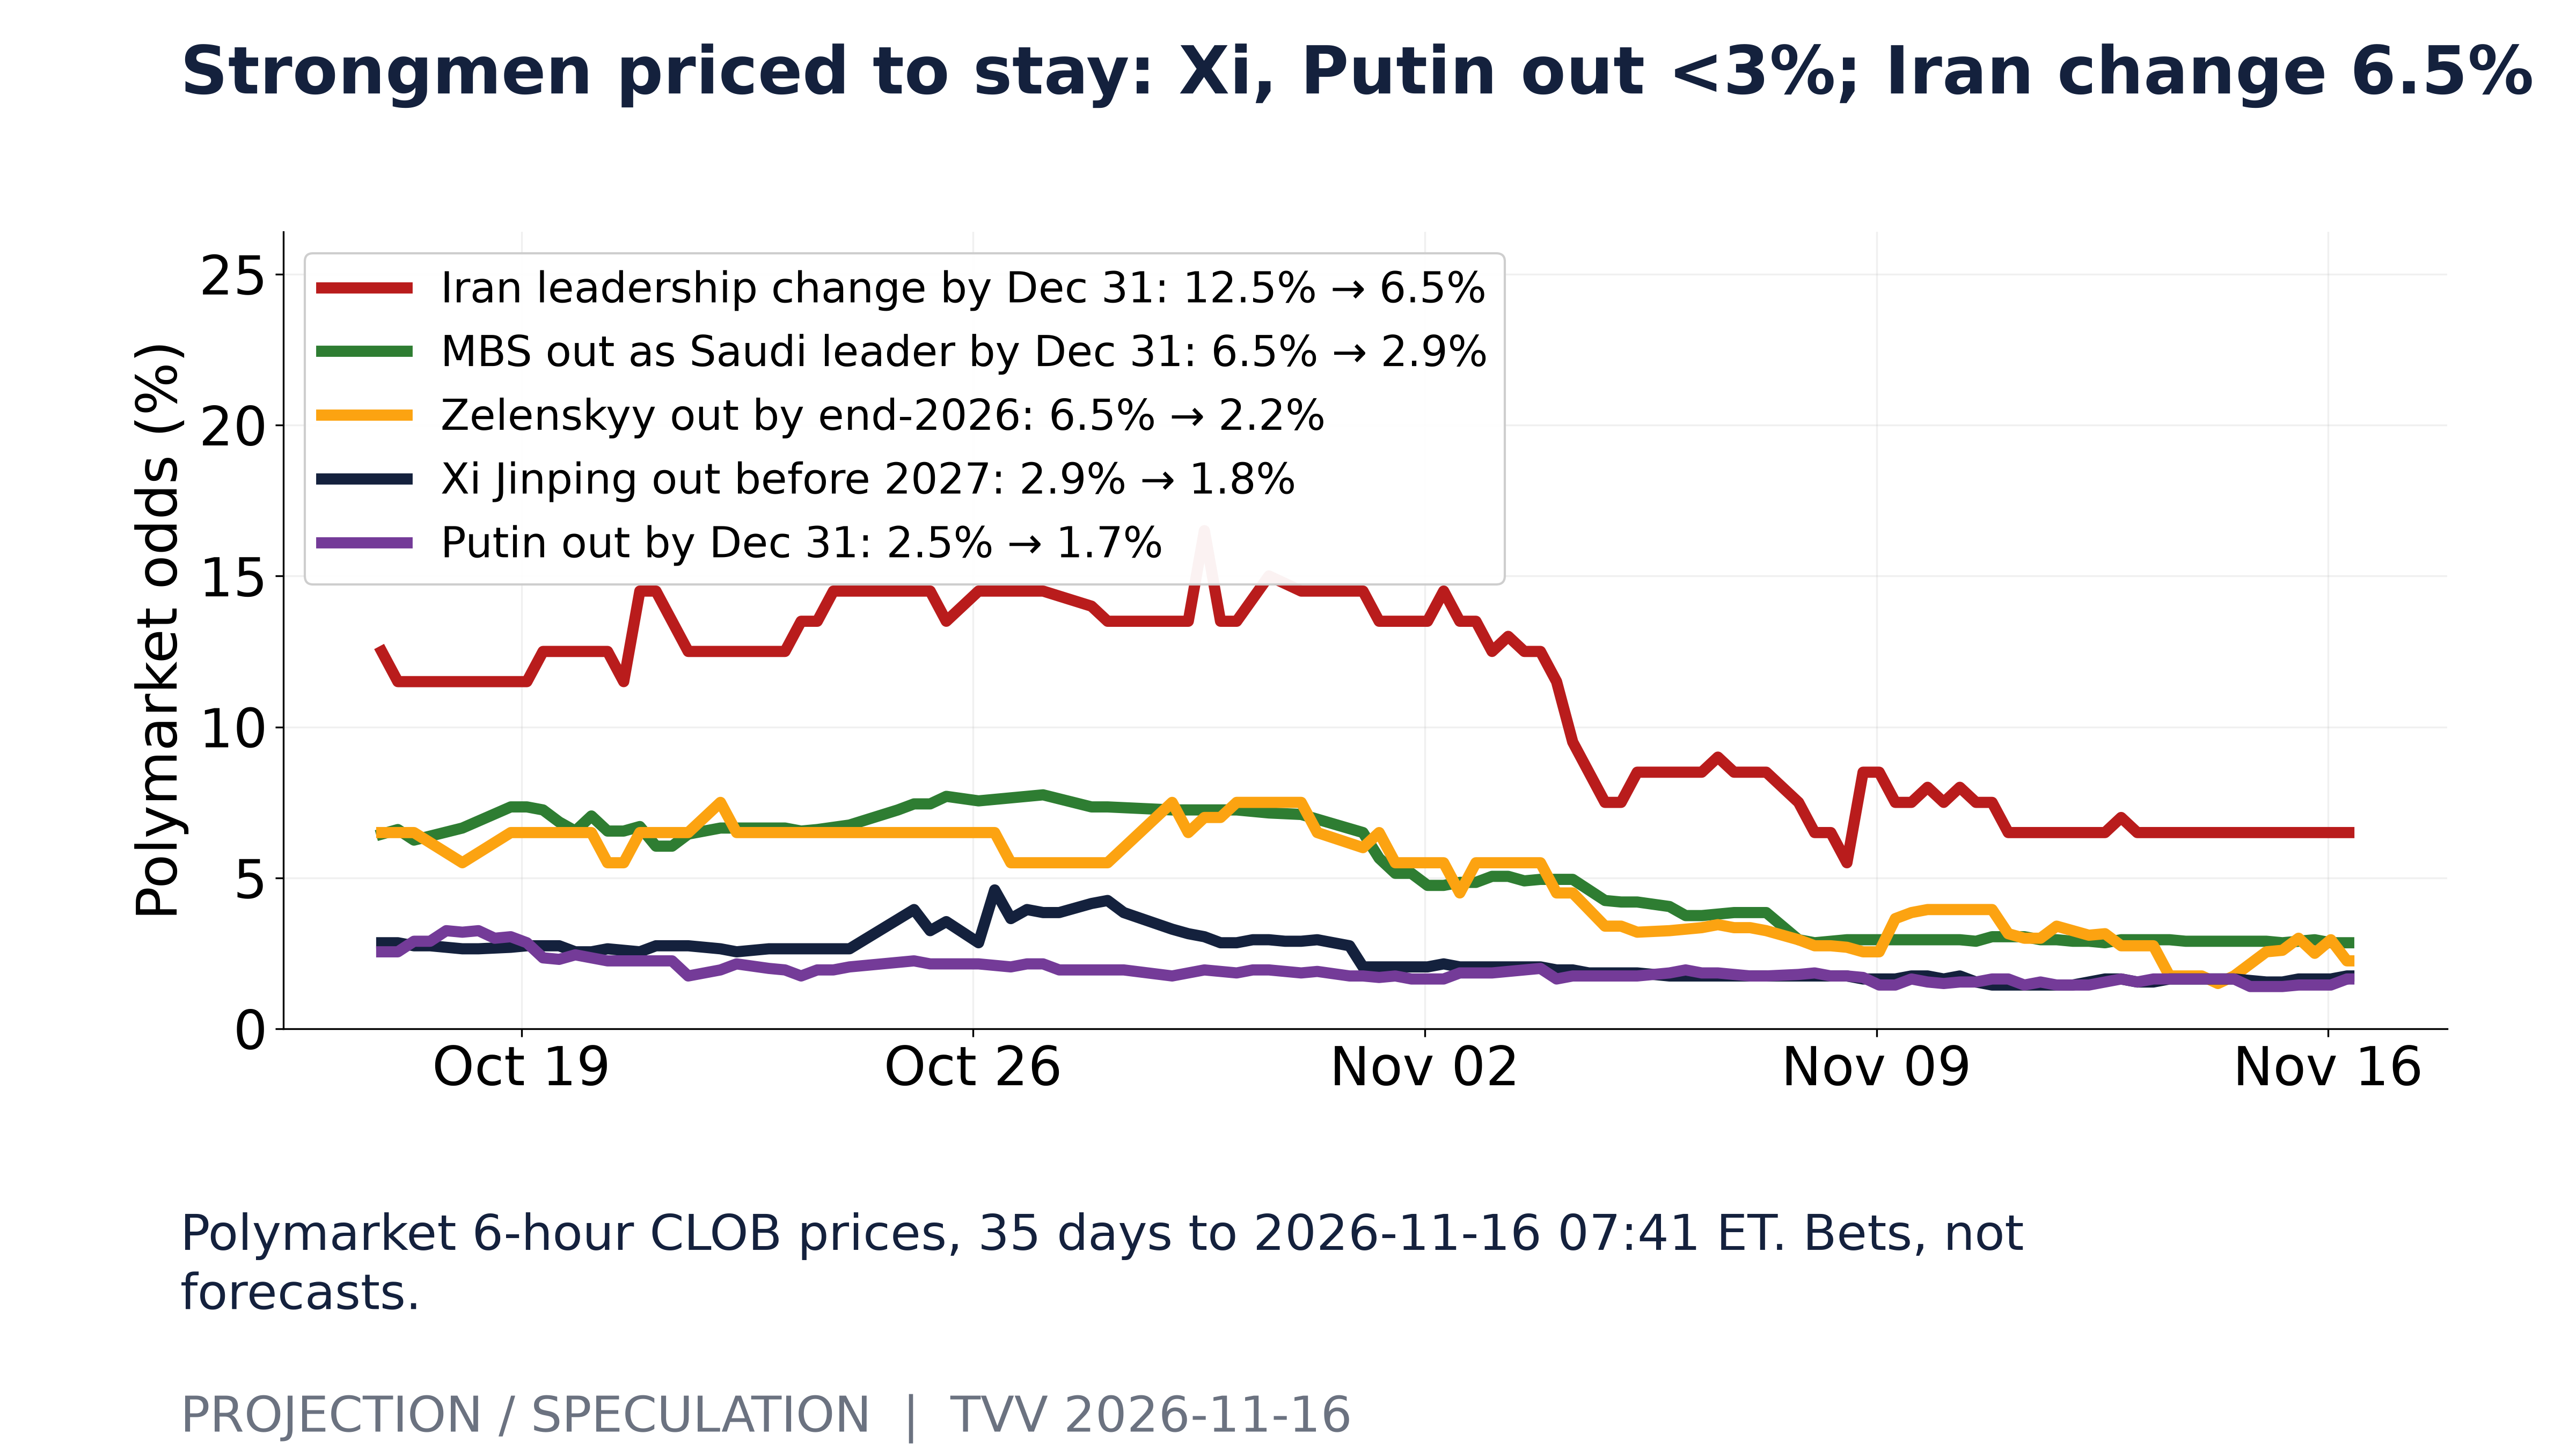 Strongmen priced to stay: Xi, Putin out <3%; Iran change 6.5%
Polymarket odds (%)
25
20
15
10
5
0
Iran leadership change by Dec 31: 12.5% → 6.5%
MBS out as Saudi leader by Dec 31: 6.5% → 2.9%
Zelenskyy out by end-2026: 6.5% → 2.2%
Xi Jinping out before 2027: 2.9% → 1.8%
Putin out by Dec 31: 2.5% → 1.7%
Oct 19
Oct 26
Nov 02
Nov 09
Nov 16
Polymarket 6-hour CLOB prices, 35 days to 2026-11-16 07:41 ET. Bets, not
forecasts.
PROJECTION / SPECULATION | TVV 2026-11-16